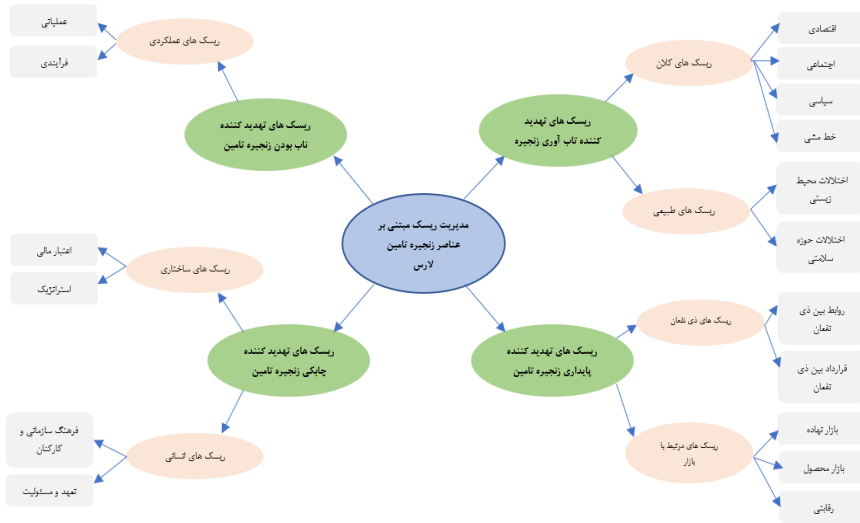 مدیریت ریسک مبتنی بر
عناصر زنجیره تامین
لارس
ریسک های تهدید
کننده تاب آوری زنجیره
ریسک های کلان
اقتصادی
اجتماعی
سیاسی
خط مشی
ریسک های طبیعی
اختلالات محیط
زیستی
اختلالات حوزه
سلامتی
ریسک های تهدید کننده
پایداری زنجیره تامین
ریسک های ذی نفعان
روابط بین ذی
نفعان
قرارداد بین ذی
نفعان
ریسک های مرتبط با
بازار
بازار نهاده
بازار محصول
رقابتی
ریسک های تهدید کننده
ناب بودن زنجیره تامین
ریسک های عملکردی
عملیاتی
فرآیندی
ریسک های تهدید کننده
چابکی زنجیره تامین
ریسک های ساختاری
اعتبار مالی
استراتژیک
ریسک های انسانی
فرهنگ سازمانی و
کارکنان
تعهد و مسئولیت